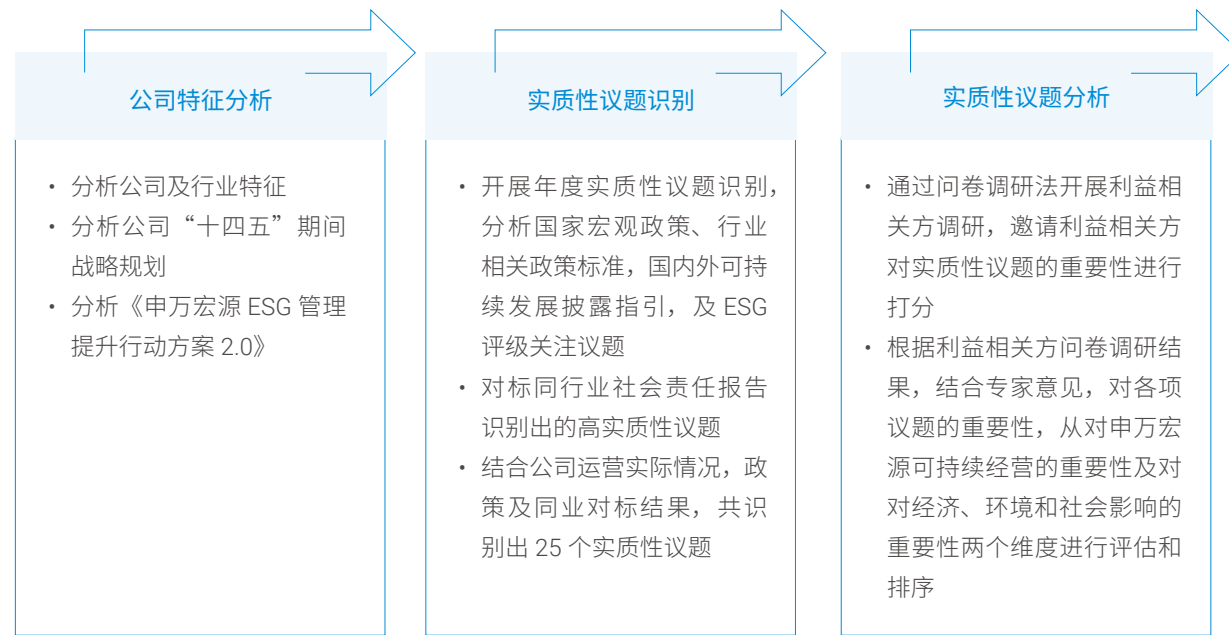 公司特征分析
• 分析公司及行业特征
• 分析公司“十四五”期间
战略规划
• 分析《申万宏源 ESG 管理
提升行动方案 2.0》
实质性议题识别
• 开展年度实质性议题识别，
分析国家宏观政策、行业
相关政策标准，国内外可持
续发展披露指引，及 ESG
评级关注议题
• 对标同行业社会责任报告
识别出的高实质性议题
• 结合公司运营实际情况，政
策及同业对标结果，共识
别出 25 个实质性议题
实质性议题分析
• 通过问卷调研法开展利益相
关方调研，邀请利益相关方
对实质性议题的重要性进行
打分
• 根据利益相关方问卷调研结
果，结合专家意见，对各项
议题的重要性，从对申万宏
源可持续经营的重要性及对
对经济、环境和社会影响的
重要性两个维度进行评估和
排序